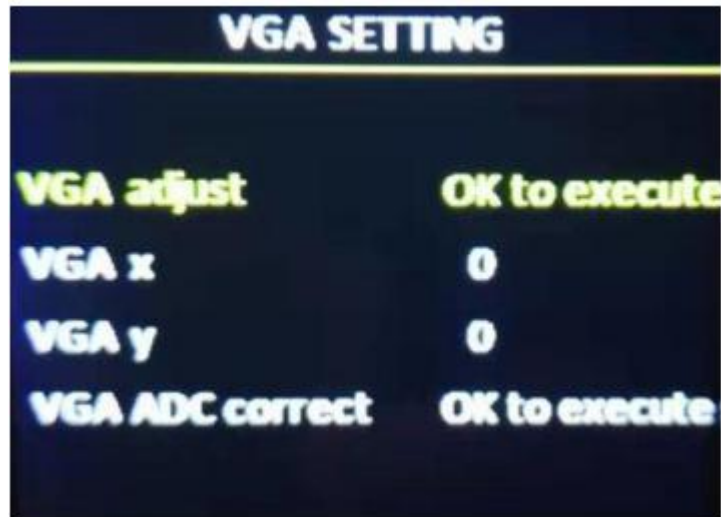 VGA SETTING
VGA adjust OK to execute
VGA x 0
VGA y 0
VGA ADC correct OK to execute